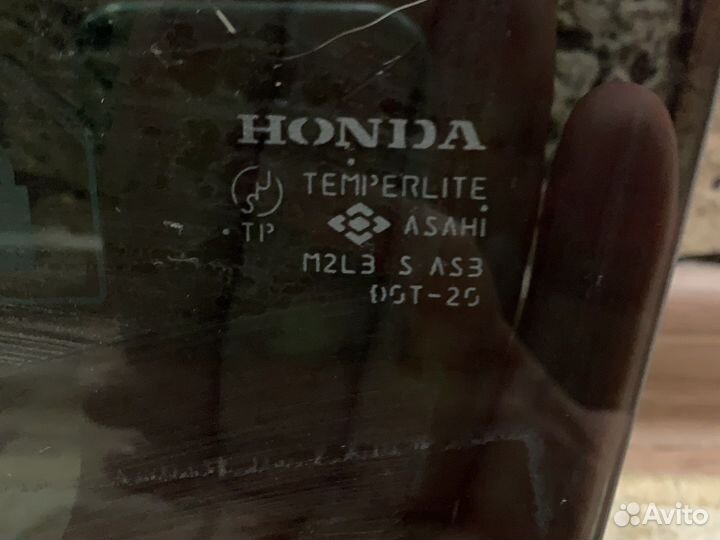 HONDA
TEMPERLITE
TP ASAHI
M2L3 S AS3
DOT-20
Avito